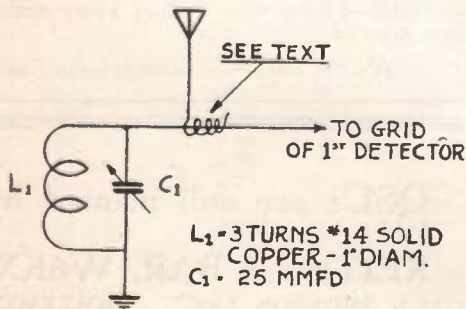 SEE TEXT
TO GRID
OF 1ST DETECTOR
L1
C1
L1 = 3 TURNS #14 SOLID
COPPER - 1" DIAM.
C1 - 25 MMFD